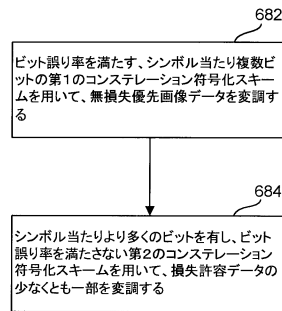 682
ビット誤り率を満たす、シンボル当たり複数ビ
ットの第1のコンステレーション符号化スキー
ムを用いて、無損失優先画像データを変調す
る
684
シンボル当たりより多くのビットを有し、ビット
誤り率を満たさない第2のコンステレーション
符号化スキームを用いて、損失許容データの
少なくとも一部を変調する